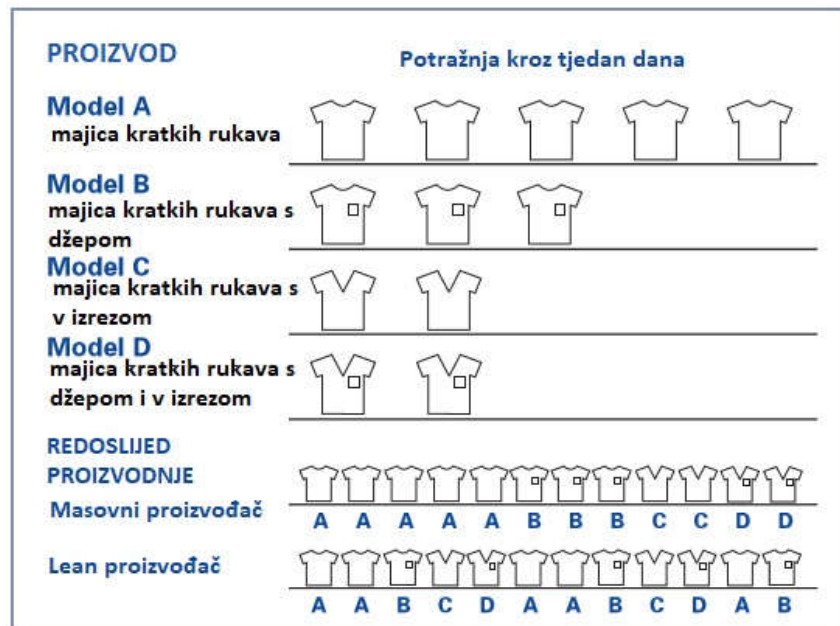 PROIZVOD
Potražnja kroz tjedan dana
Model A
majica kratkih rukava
Model B
majica kratkih rukava s
džepom
Model C
majica kratkih rukava s
v izrezom
Model D
majica kratkih rukava s
džepom i v izrezom
REDOSLIJED
PROIZVODNJE
Masovni proizvođač
A A A A A B B B C C D D
Lean proizvođač
A A B C D A A B C D A B